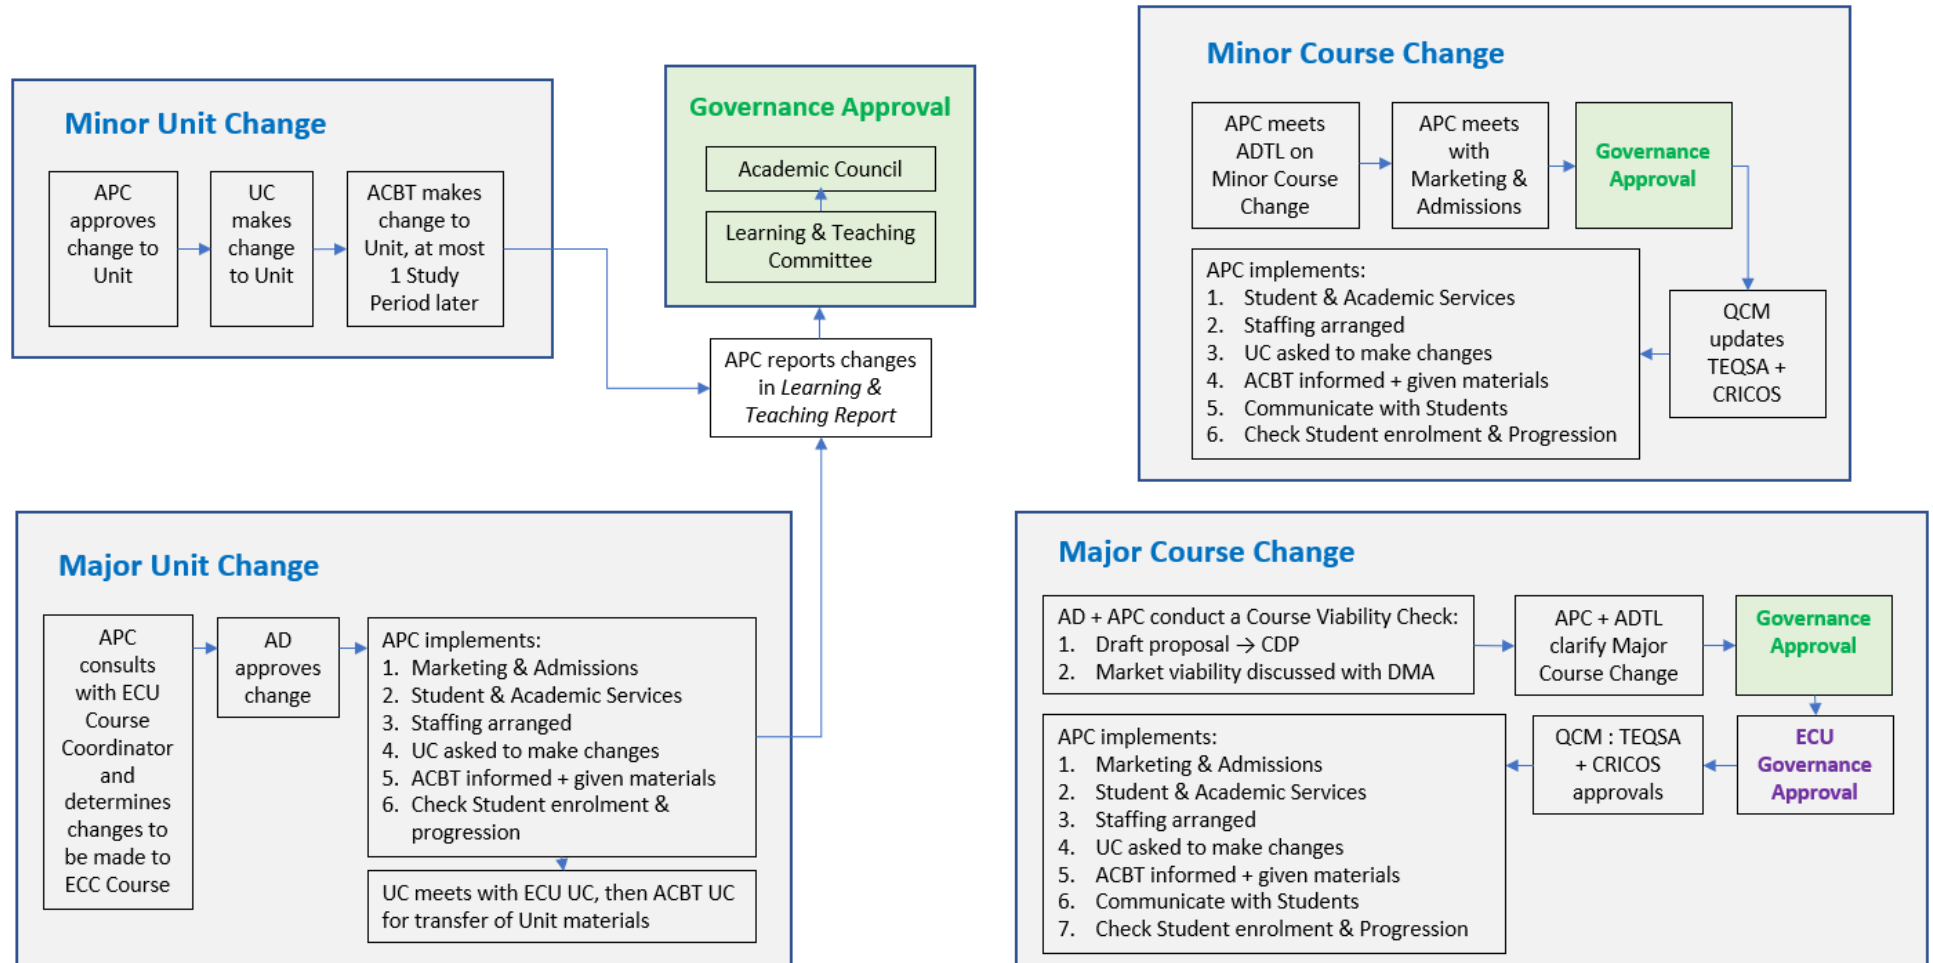 Minor Unit Change
APC
approves
change to
Unit
UC
makes
change
to Unit
ACBT makes
change to
Unit, at most
1 Study
Period later
Governance Approval
Academic Council
Learning & Teaching
Committee
APC reports changes
in Learning &
Teaching Report
Minor Course Change
APC meets
ADTL on
Minor Course
Change
APC meets
with
Marketing &
Admissions
Governance
Approval
QCM
updates
TEQSA +
CRICOS
APC implements:
1. Student & Academic Services
2. Staffing arranged
3. UC asked to make changes
4. ACBT informed + given materials
5. Communicate with Students
6. Check Student enrolment & Progression
Major Unit Change
APC
consults
with ECU
Course
Coordinator
and
determines
changes to
be made to
ECC Course
AD
approves
change
APC implements:
1. Marketing & Admissions
2. Student & Academic Services
3. Staffing arranged
4. UC asked to make changes
5. ACBT informed + given materials
6. Check Student enrolment &
progression
UC meets with ECU UC, then ACBT UC
for transfer of Unit materials
Major Course Change
AD + APC conduct a Course Viability Check:
1. Draft proposal → CDP
2. Market viability discussed with DMA
APC + ADTL
clarify Major
Course Change
Governance
Approval
ECU
Governance
Approval
QCM : TEQSA
+ CRICOS
approvals
APC implements:
1. Marketing & Admissions
2. Student & Academic Services
3. Staffing arranged
4. UC asked to make changes
5. ACBT informed + given materials
6. Communicate with Students
7. Check Student enrolment & Progression